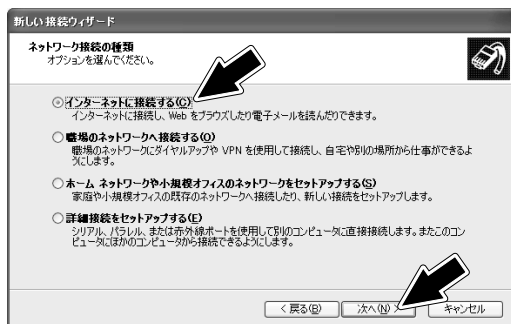 新しい接続ウィザード
ネットワーク接続の種類
オプションを選んでください。
インターネットに接続する(C)
インターネットに接続し、Web をブラウズしたり電子メールを読んだりできます。
職場のネットワークへ接続する(O)
職場のネットワークにダイヤルアップや VPN を使用して接続し、自宅や別の場所から仕事ができるよ
うにします。
ホーム ネットワークや小規模オフィスのネットワークをセットアップする(S)
家庭や小規模オフィスの既存のネットワークへ接続したり、新しい接続をセットアップします。
詳細接続をセットアップする(E)
シリアル、パラレル、または赤外線ポートを使用して別のコンピュータに直接接続します。またこのコン
ピュータにほかのコンピュータから接続できるようにします。
< 戻る(B) 次へ(N) > キャンセル